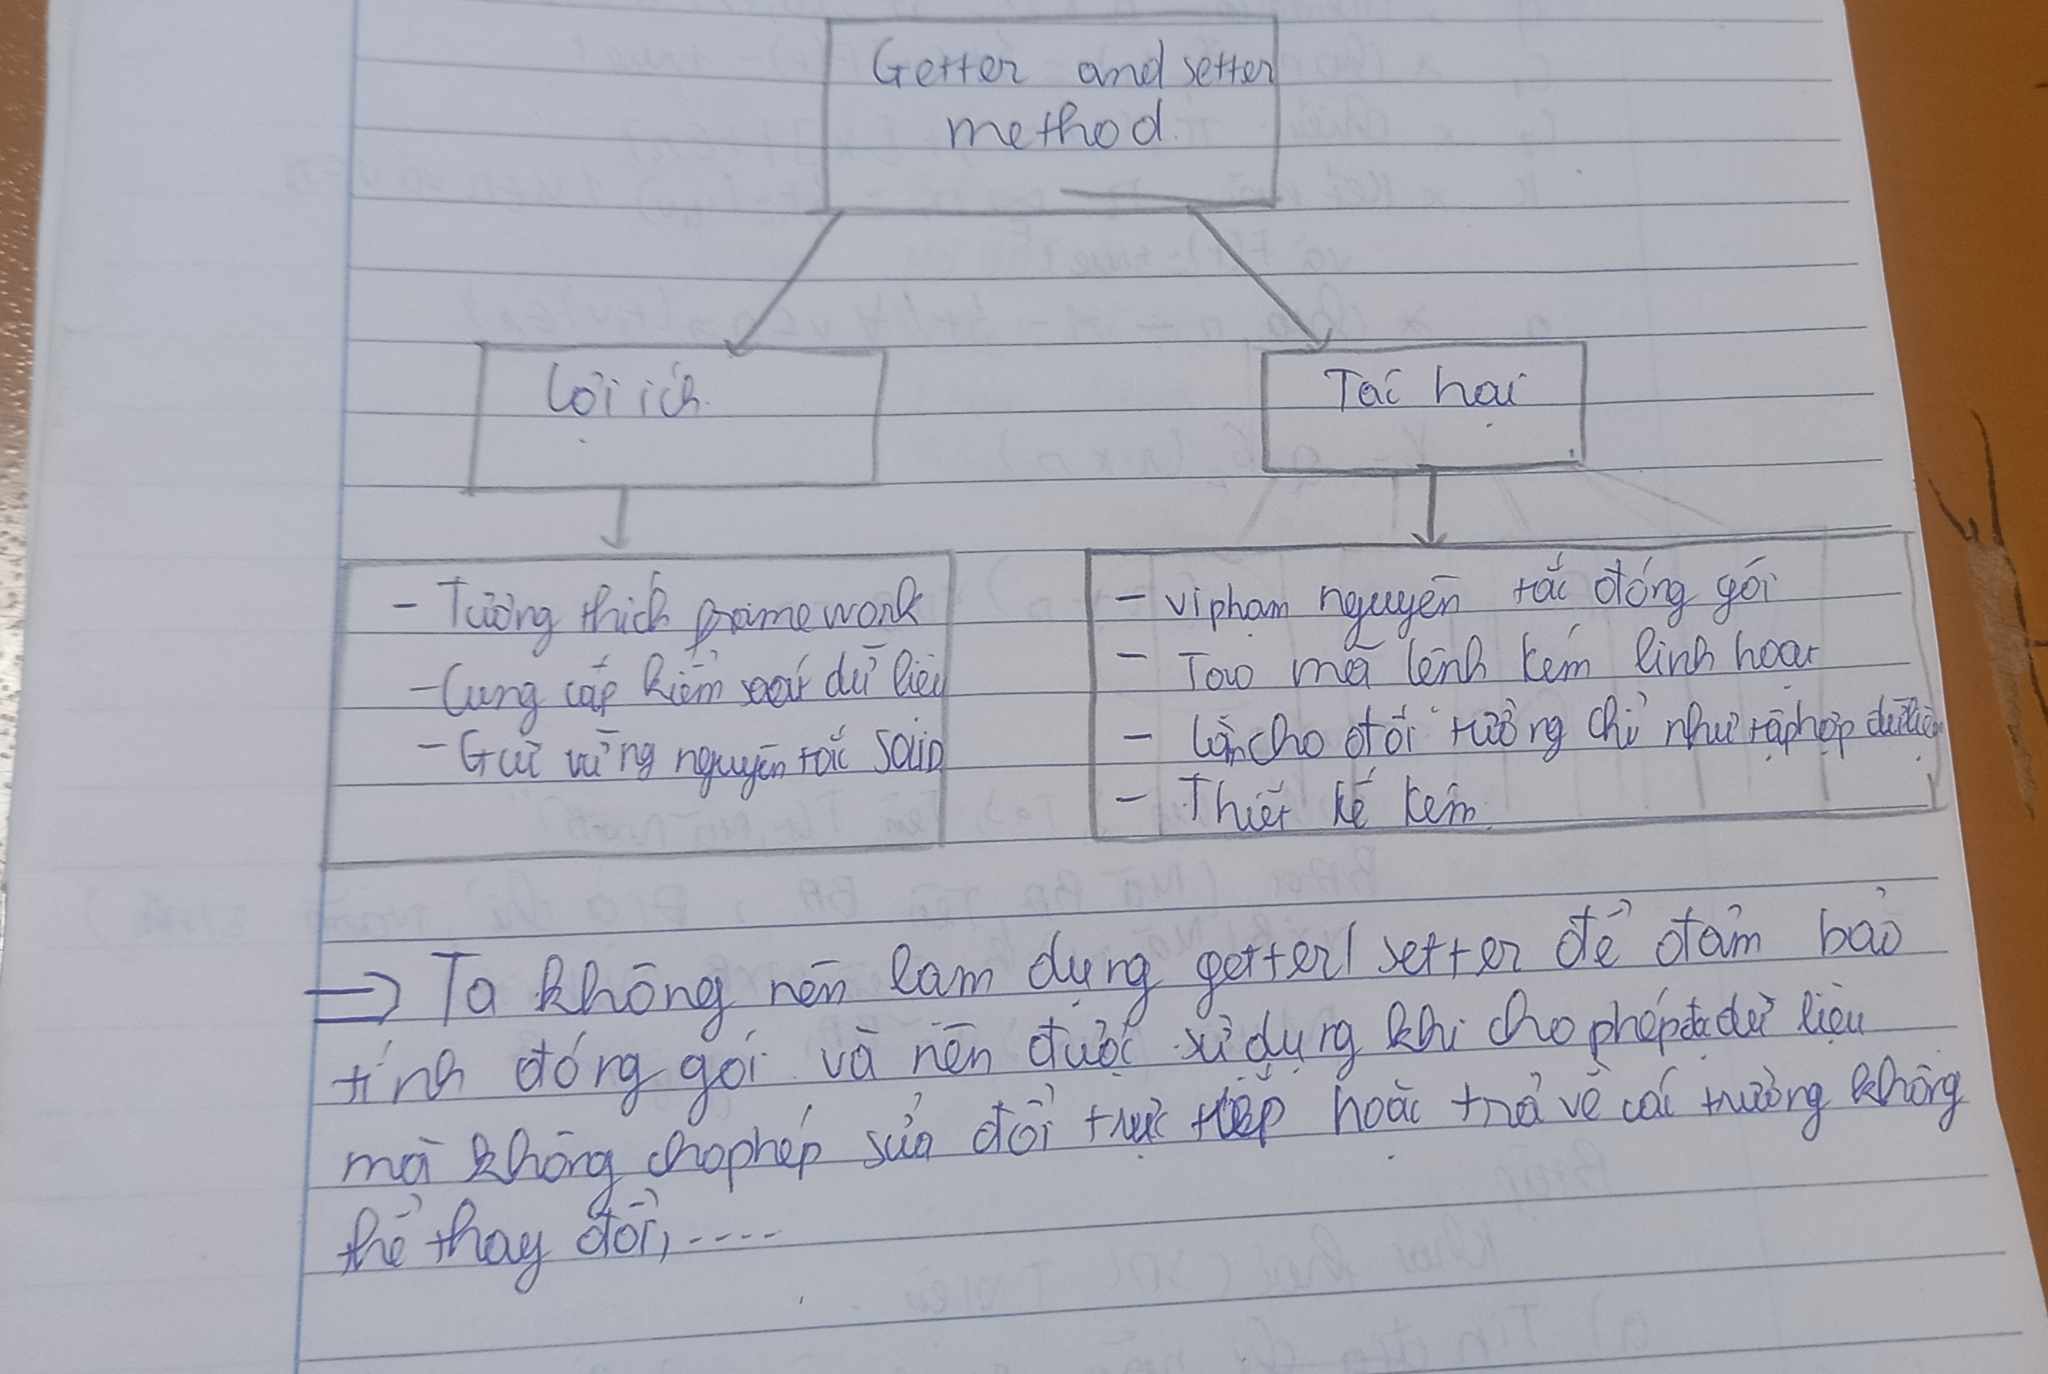 Getter and setter
method
Lợi ích
Tác hại
- Tương thích framework
- Cung cấp kiểm soát dữ liệu
- Giữ vững nguyên tắc SOLID
- vi phạm nguyên tắc đóng gói
- Tạo mã lệnh kém linh hoạt
- Làm cho đối tượng chỉ như tập hợp dữ liệu
- Thiết kế kém
=> Ta không nên lạm dụng getter/setter để đảm bảo
tính đóng gói và nên được sử dụng khi cho phép dữ liệu
mà không cho phép sửa đổi trực tiếp hoặc trả về các trường không
thể thay đổi, ....